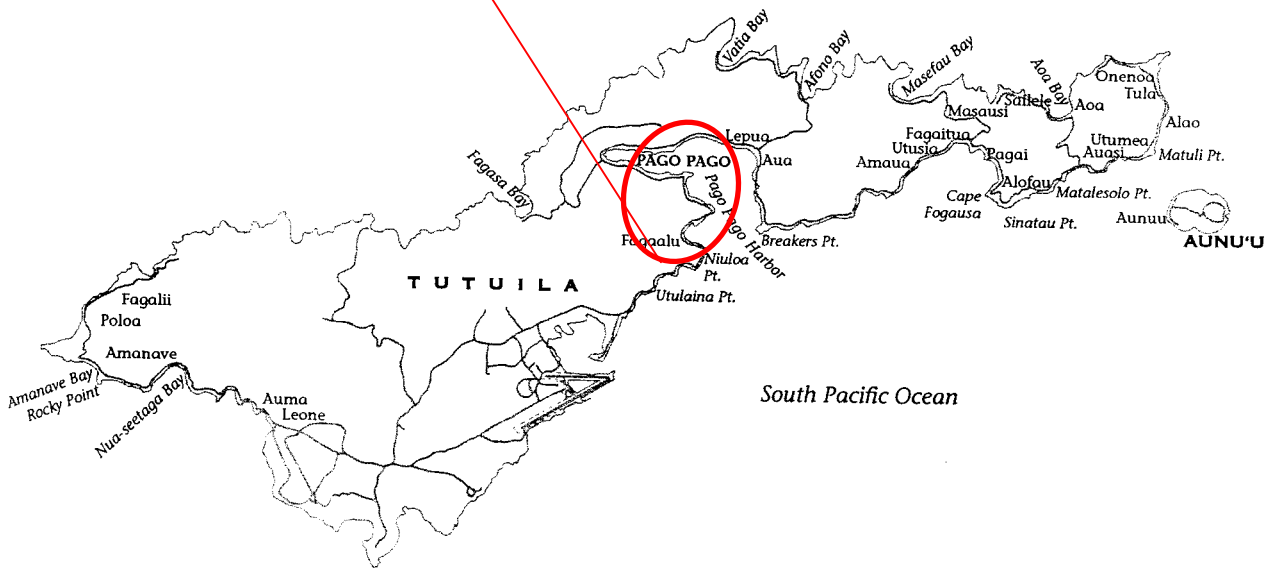 Vatia Bay
Afono Bay
Masefau Bay
Aoa Bay
Onenoa
Tula
Sailele
Aoa
Masausi
Alao
Lepua
Fagaitua
Utumea
Utusia
Auasi
Matuli Pt.
PAGO PAGO
Aua
Amaua
Pagai
Fagasa Bay
Alofau
Matalesolo Pt.
Cape
Fogausa
Sinatau Pt.
Aunuu
AUNU'U
Pago Pago Harbor
Fagaalu
Breakers Pt.
Niuloa
Pt.
TUTUILA
Utulaina Pt.
Fagalii
Poloa
Amanave
Amanave Bay
Rocky Point
Nua-seetaga Bay
Auma
Leone
South Pacific Ocean